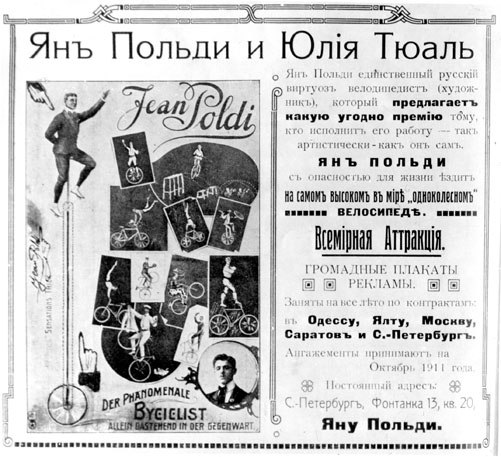 Янъ Польди и Юлія Тюаль
Jean Poldi
SENSATIONS
DER PHÄNOMENALE
BYCICLIST
ALLEIN GASTEHEND IN DER GEGENWART.
Янъ Польди единственный русскій
виртуозъ велодипедистъ (худож-
никъ), который предлагаетъ
какую угодно премію тому,
кто исполнитъ его работу — такъ
артистически-какъ онъ самъ.
ЯНЪ ПОЛЬДИ
съ опасностью для жизни ѣздитъ
на самомъ высокомъ въ мірѣ „одноколесномъ"
ВЕЛОСИПЕДѢ.
Всемірная Аттракція.
ГРОМАДНЫЕ ПЛАКАТЫ
РЕКЛАМЫ.
Заняты на все лѣто по контрактамъ
въ Одессу, Ялту, Москву,
Саратовъ и С.-Петербургъ.
Ангажементы принимаютъ на
Октябрь 1911 года.
Постоянный адресъ:
С.-Петербургъ, Фонтанка 13, кв. 20,
Яну Польди.